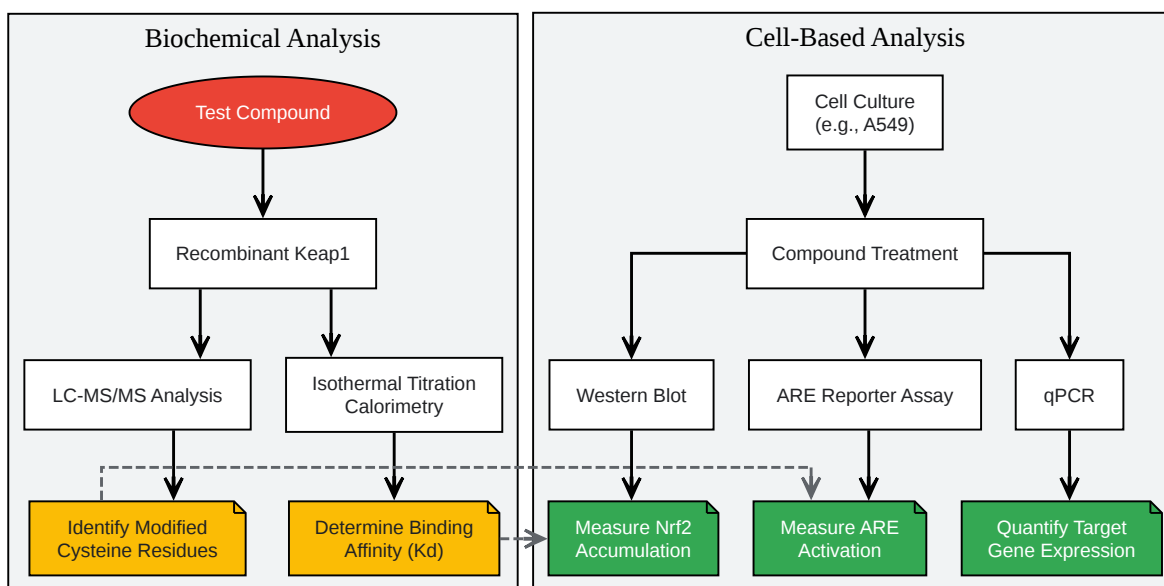 Biochemical Analysis
Test Compound
Recombinant Keap1
LC-MS/MS Analysis
Isothermal Titration
Calorimetry
Identify Modified
Cysteine Residues
Determine Binding
Affinity (Kd)
Cell-Based Analysis
Cell Culture
(e.g., A549)
Compound Treatment
Western Blot
ARE Reporter Assay
qPCR
Measure Nrf2
Accumulation
Measure ARE
Activation
Quantify Target
Gene Expression